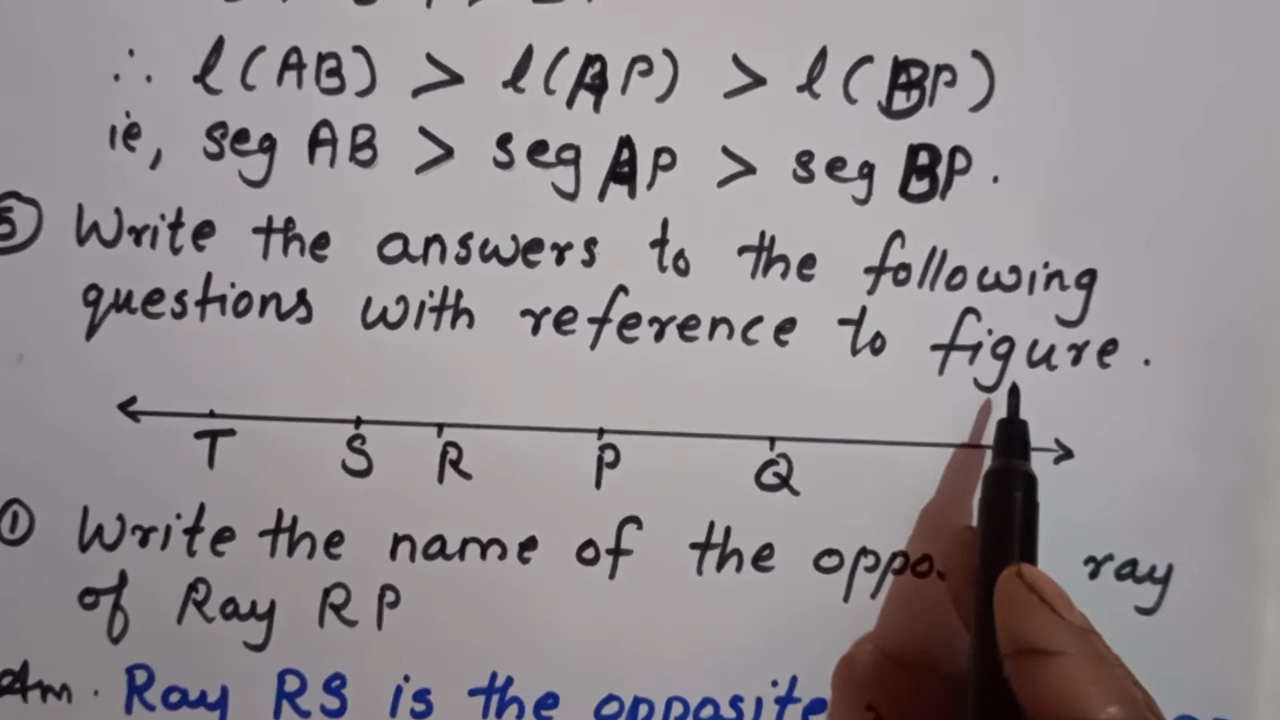 ∴ l(AB) > l(AP) > l(BP)
ie, seg AB > seg AP > seg BP.
⑤ Write the answers to the following
questions with reference to figure.
T S R P Q
① Write the name of the ray
of Ray RP
Ans. Ray RS is the opposite